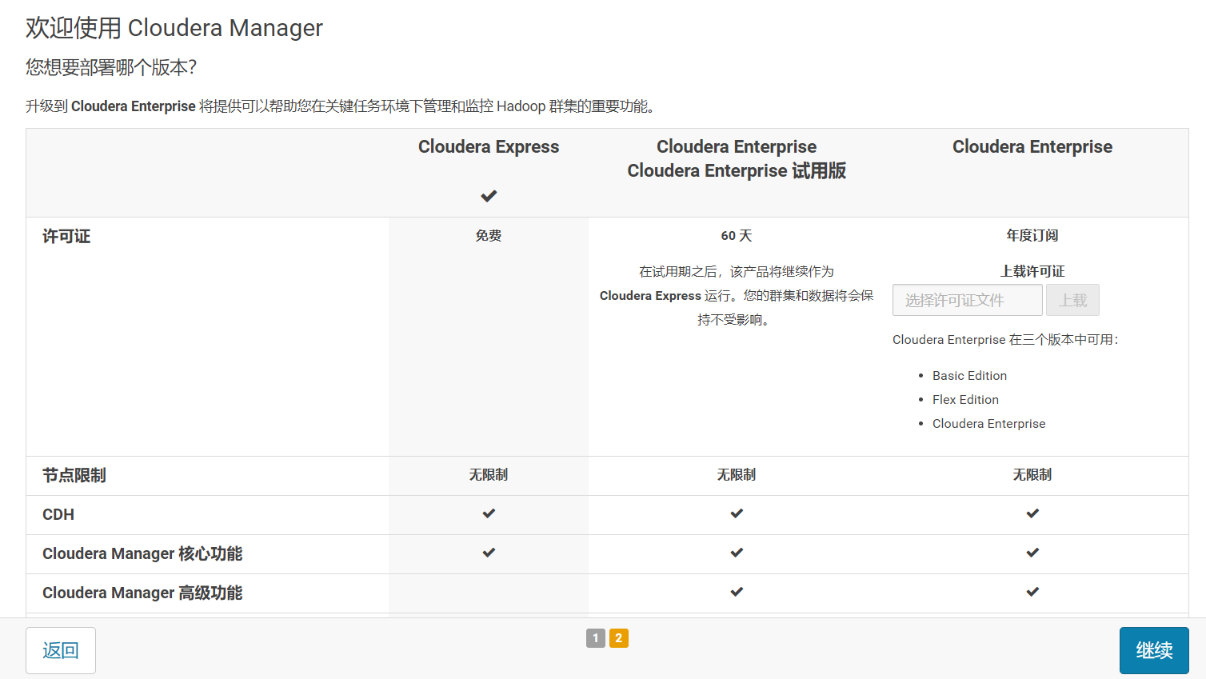 欢迎使用 Cloudera Manager
您想要部署哪个版本？
升级到 Cloudera Enterprise 将提供可以帮助您在关键任务环境下管理和监控 Hadoop 群集的重要功能。
Cloudera Express
Cloudera Enterprise
Cloudera Enterprise 试用版
Cloudera Enterprise
许可证
免费
60 天
在试用期之后，该产品将继续作为
Cloudera Express 运行。您的群集和数据将会保
持不受影响。
年度订阅
上载许可证
选择许可证文件 上载
Cloudera Enterprise 在三个版本中可用：
• Basic Edition
• Flex Edition
• Cloudera Enterprise
节点限制 无限制 无限制 无限制
CDH
Cloudera Manager 核心功能
Cloudera Manager 高级功能
返回 1 2 继续